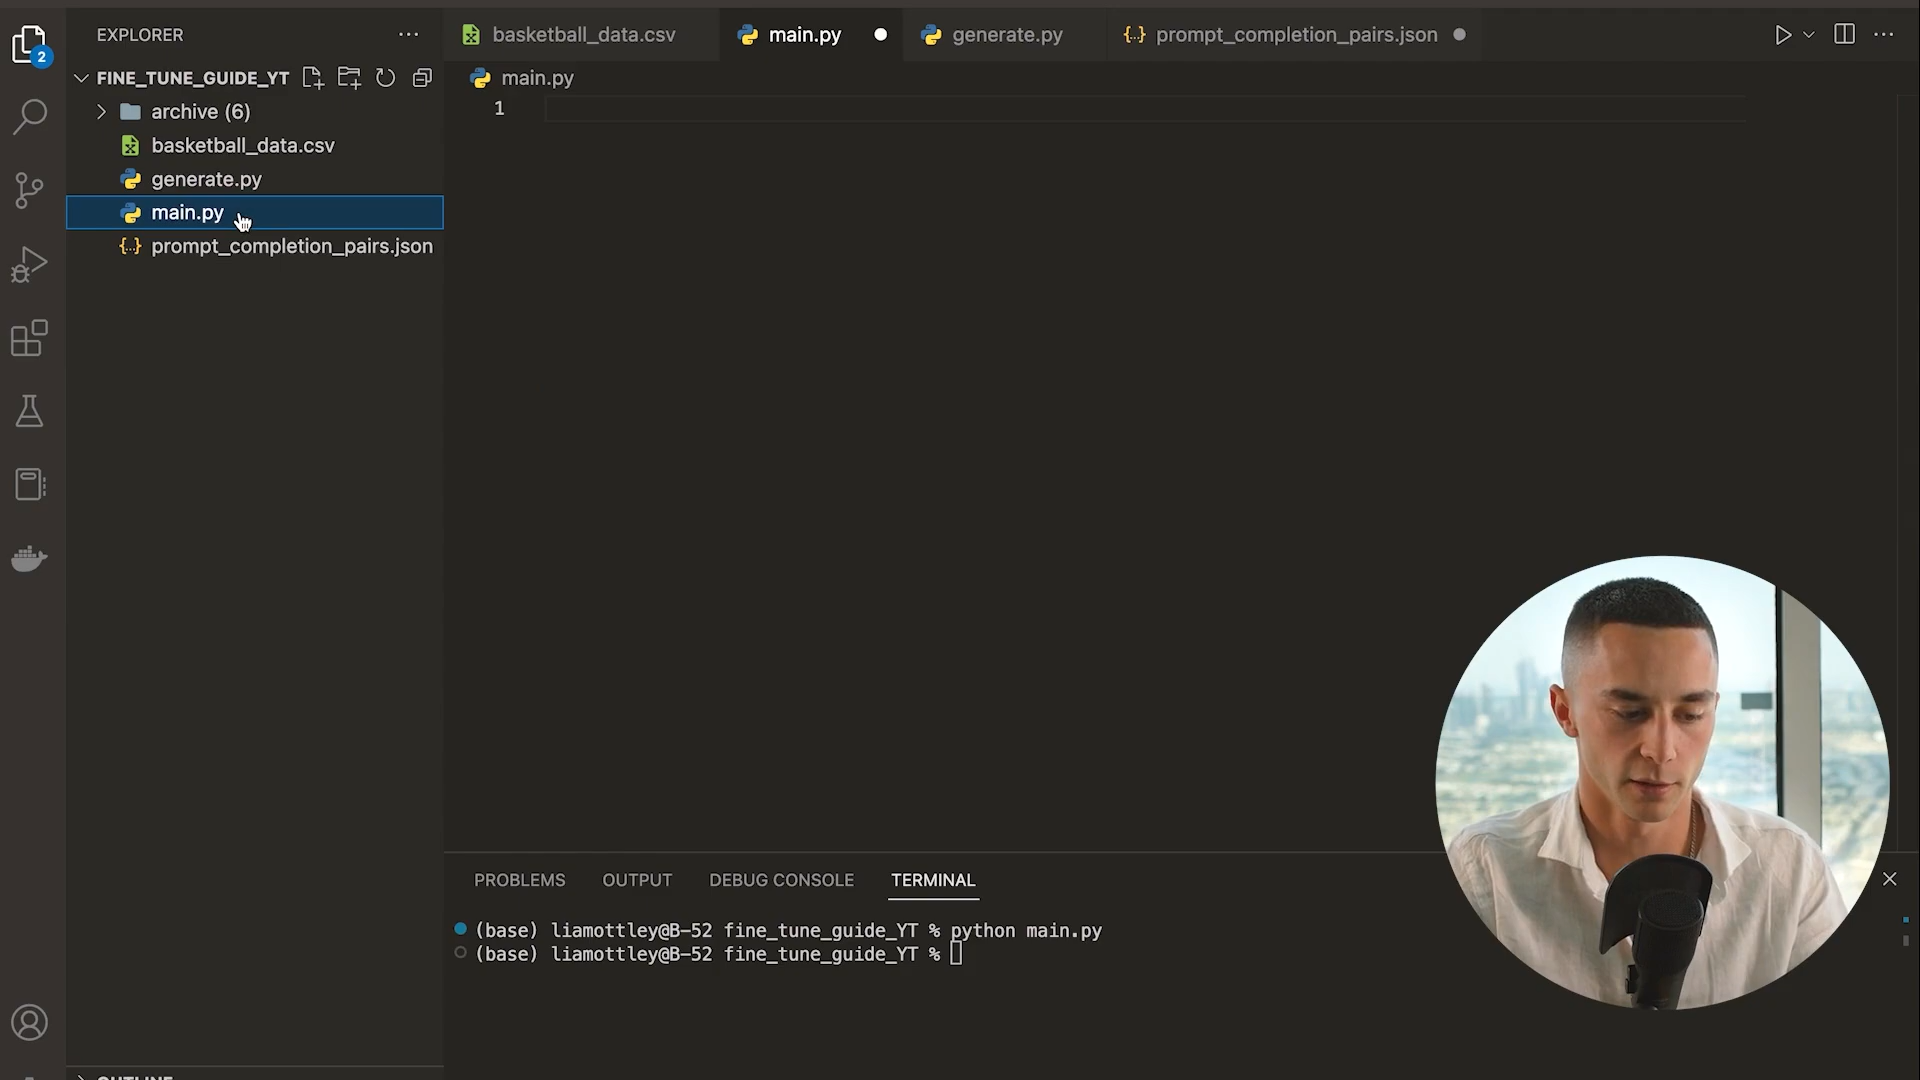 EXPLORER
2
FINE_TUNE_GUIDE_YT
archive (6)
basketball_data.csv
generate.py
main.py
prompt_completion_pairs.json
basketball_data.csv
main.py
generate.py
prompt_completion_pairs.json
main.py
1
PROBLEMS
OUTPUT
DEBUG CONSOLE
TERMINAL
(base) liamottley@B-52 fine_tune_guide_YT % python main.py
(base) liamottley@B-52 fine_tune_guide_YT %
OUTLINE